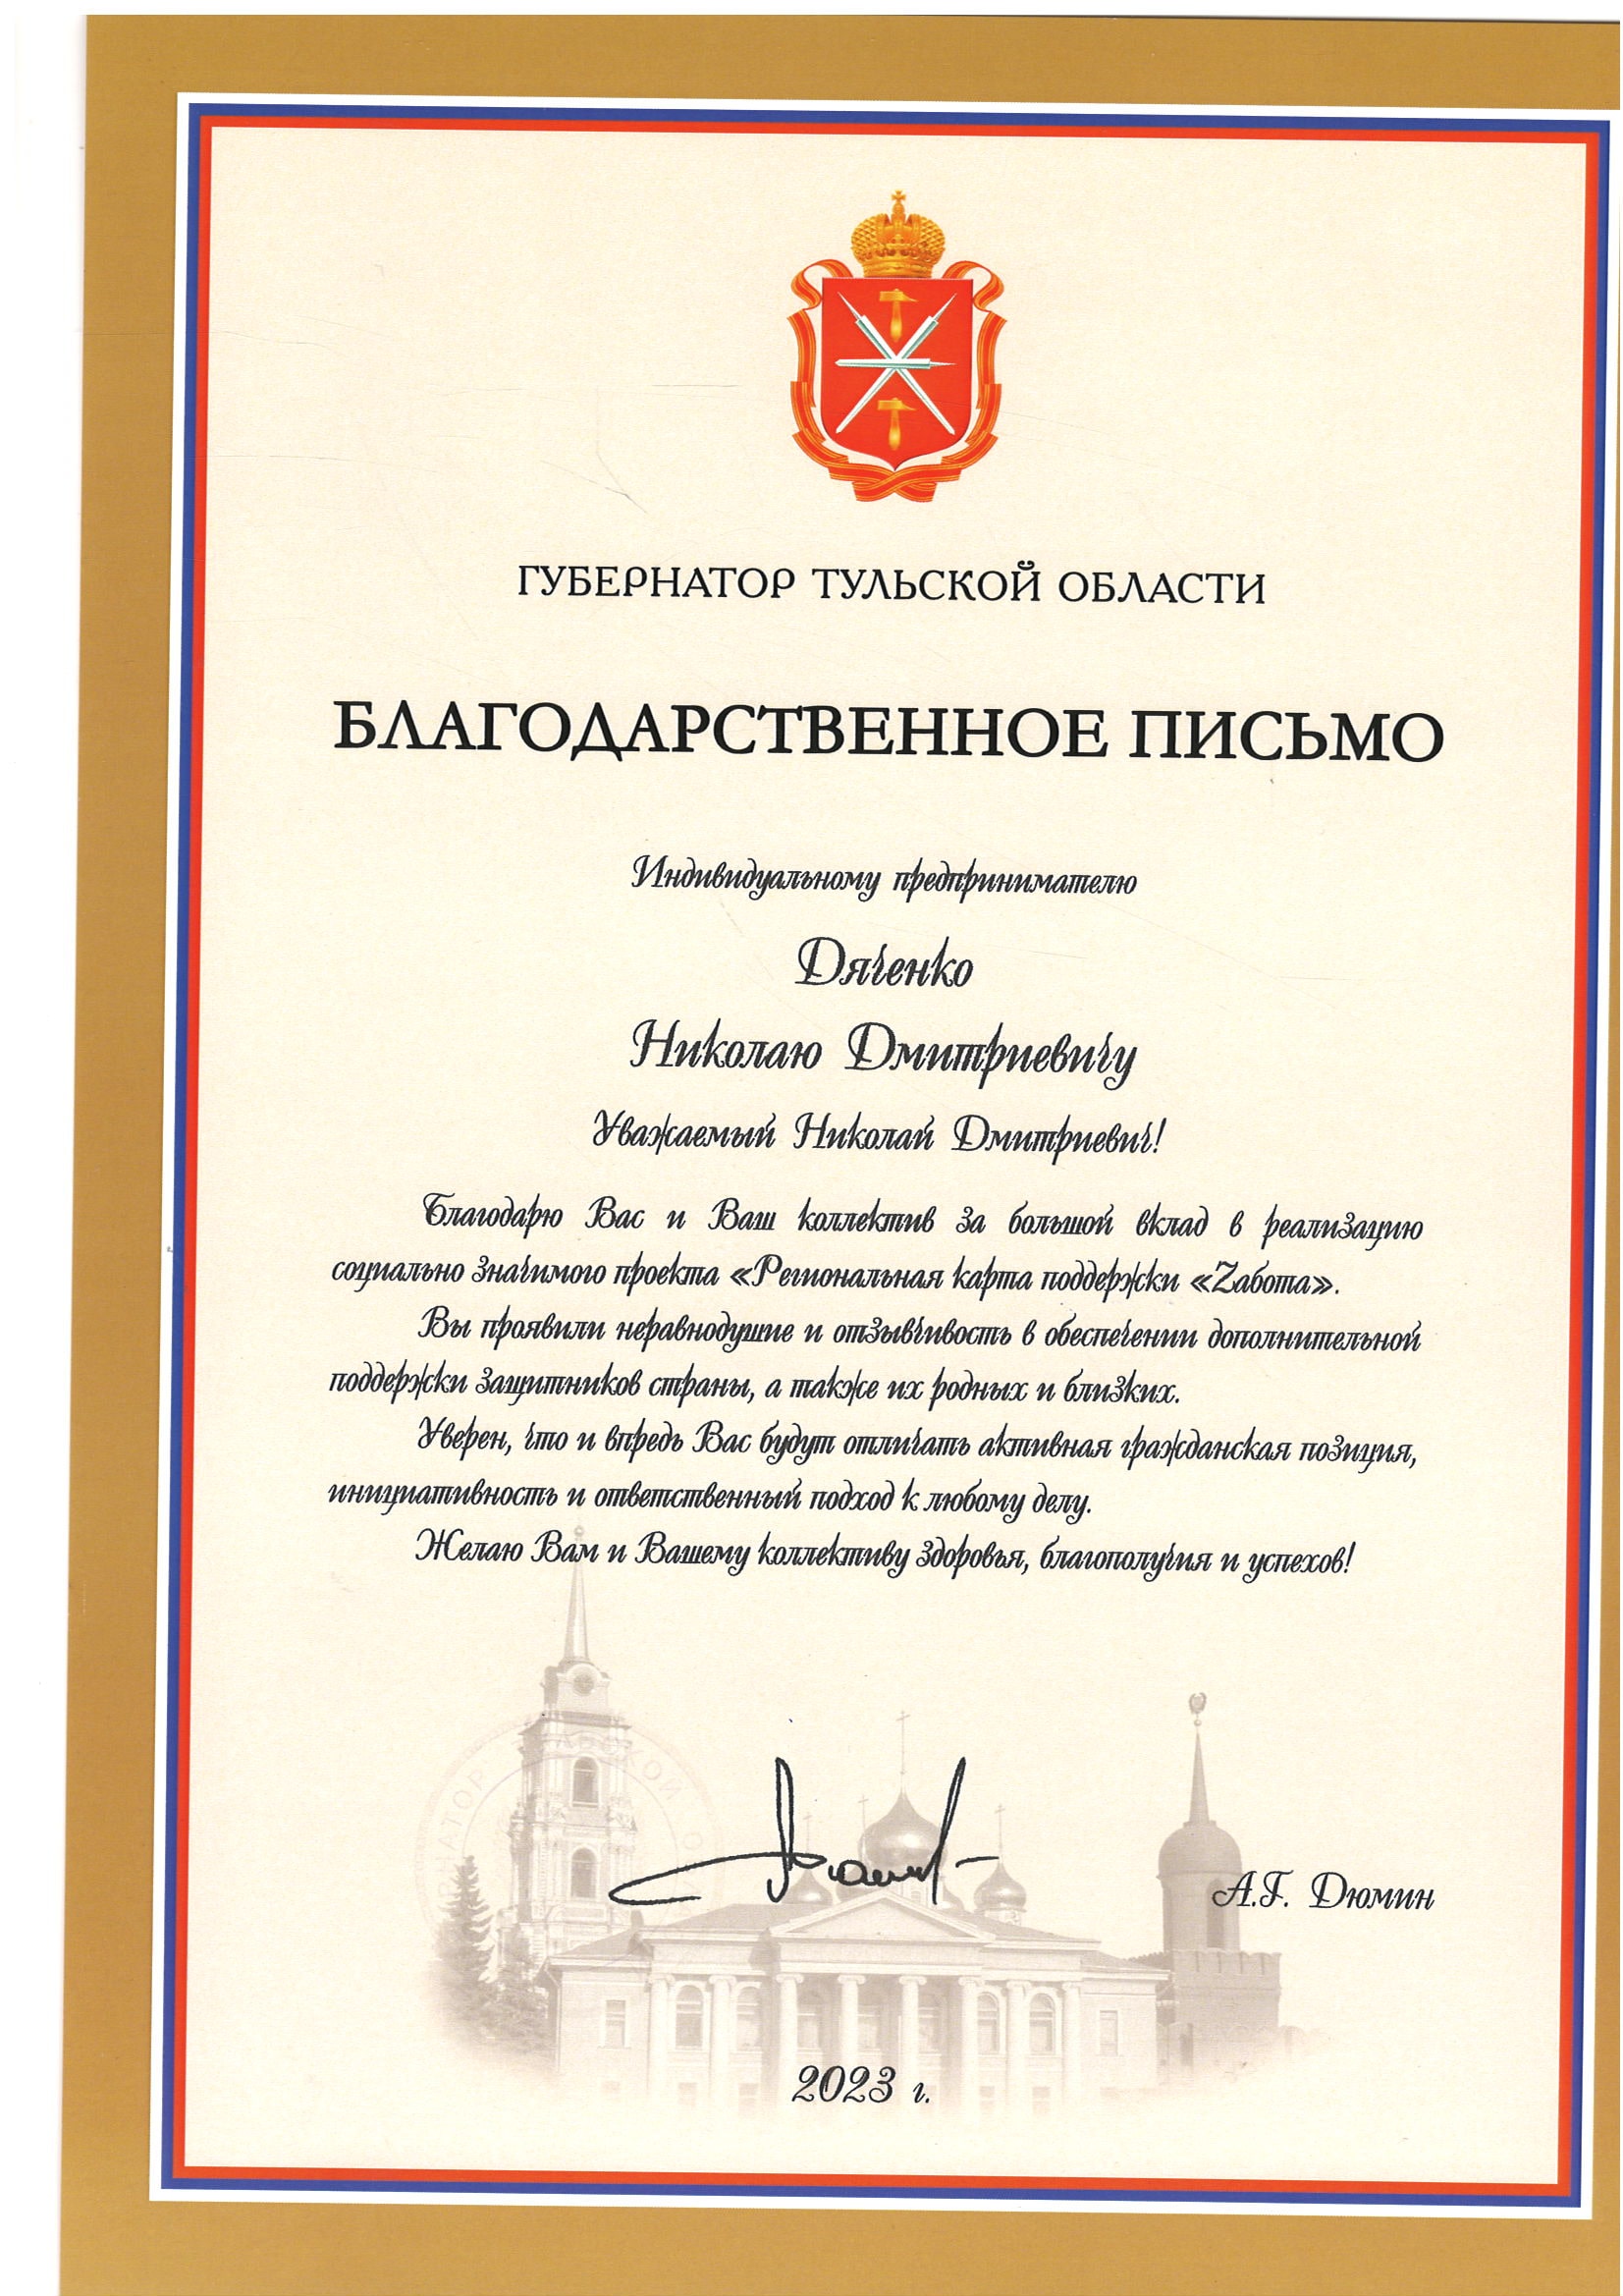 ГУБЕРНАТОР ТУЛЬСКОЙ ОБЛАСТИ
БЛАГОДАРСТВЕННОЕ ПИСЬМО
Индивидуальному предпринимателю
Дяченко
Николаю Дмитриевичу
Уважаемый Николай Дмитриевич!
Благодарю Вас и Ваш коллектив за большой вклад в реализацию
социально значимого проекта «Региональная карта поддержки «Zабота».
Вы проявили неравнодушие и отзывчивость в обеспечении дополнительной
поддержки защитников страны, а также их родных и близких.
Уверен, что и впредь Вас будут отличать активная гражданская позиция,
инициативность и ответственный подход к любому делу.
Желаю Вам и Вашему коллективу здоровья, благополучия и успехов!
А.Г. Дюмин
2023 г.